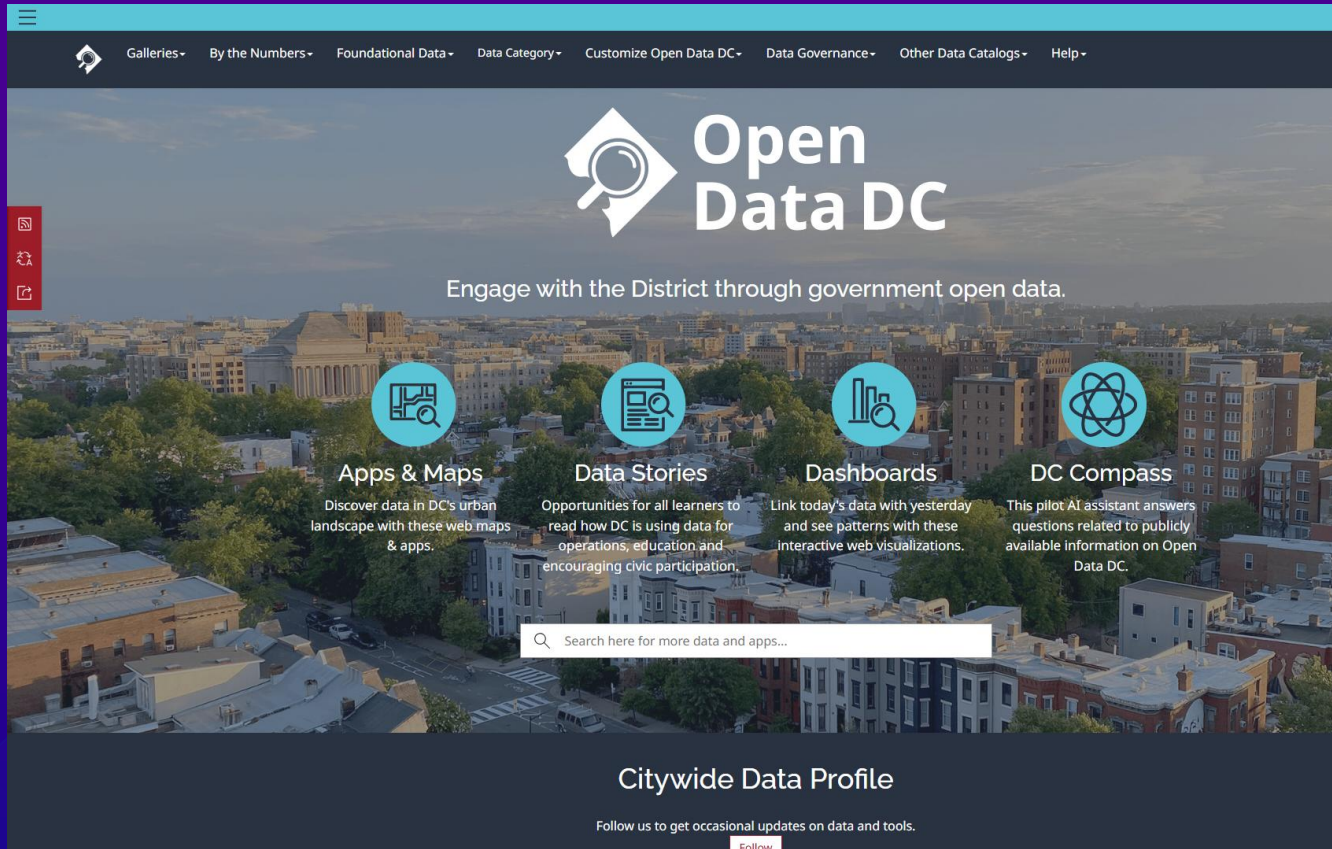 Galleries By the Numbers Foundational Data Data Category Customize Open Data DC Data Governance Other Data Catalogs Help
Open
Data DC
Engage with the District through government open data.
Apps & Maps
Discover data in DC's urban
landscape with these web maps
& apps.
Data Stories
Opportunities for all learners to
read how DC is using data for
operations, education and
encouraging civic participation.
Dashboards
Link today's data with yesterday
and see patterns with these
interactive web visualizations.
DC Compass
This pilot AI assistant answers
questions related to publicly
available information on Open
Data DC.
Search here for more data and apps...
Citywide Data Profile
Follow us to get occasional updates on data and tools.
Follow